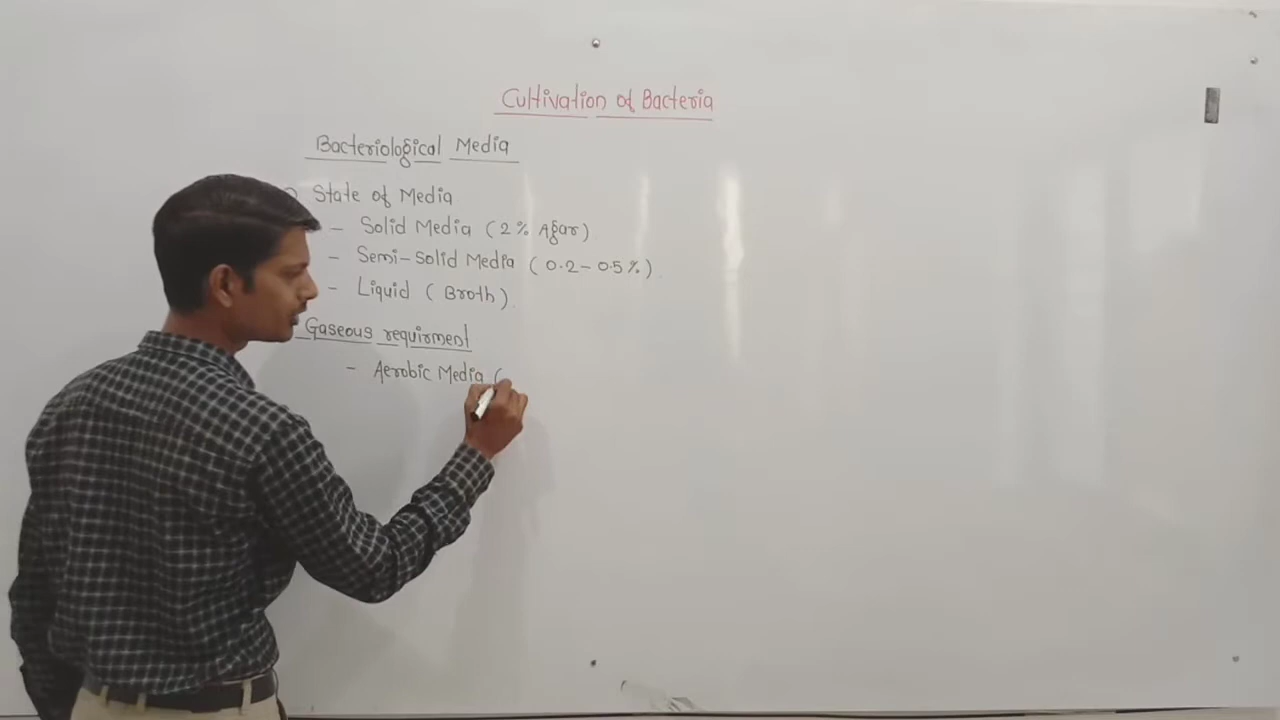 Cultivation of Bacteria
Bacteriological Media
State of Media
- Solid Media (2% Agar)
- Semi-Solid Media (0.2-0.5%)
- Liquid (Broth)
Gaseous requirment
- Aerobic Media (